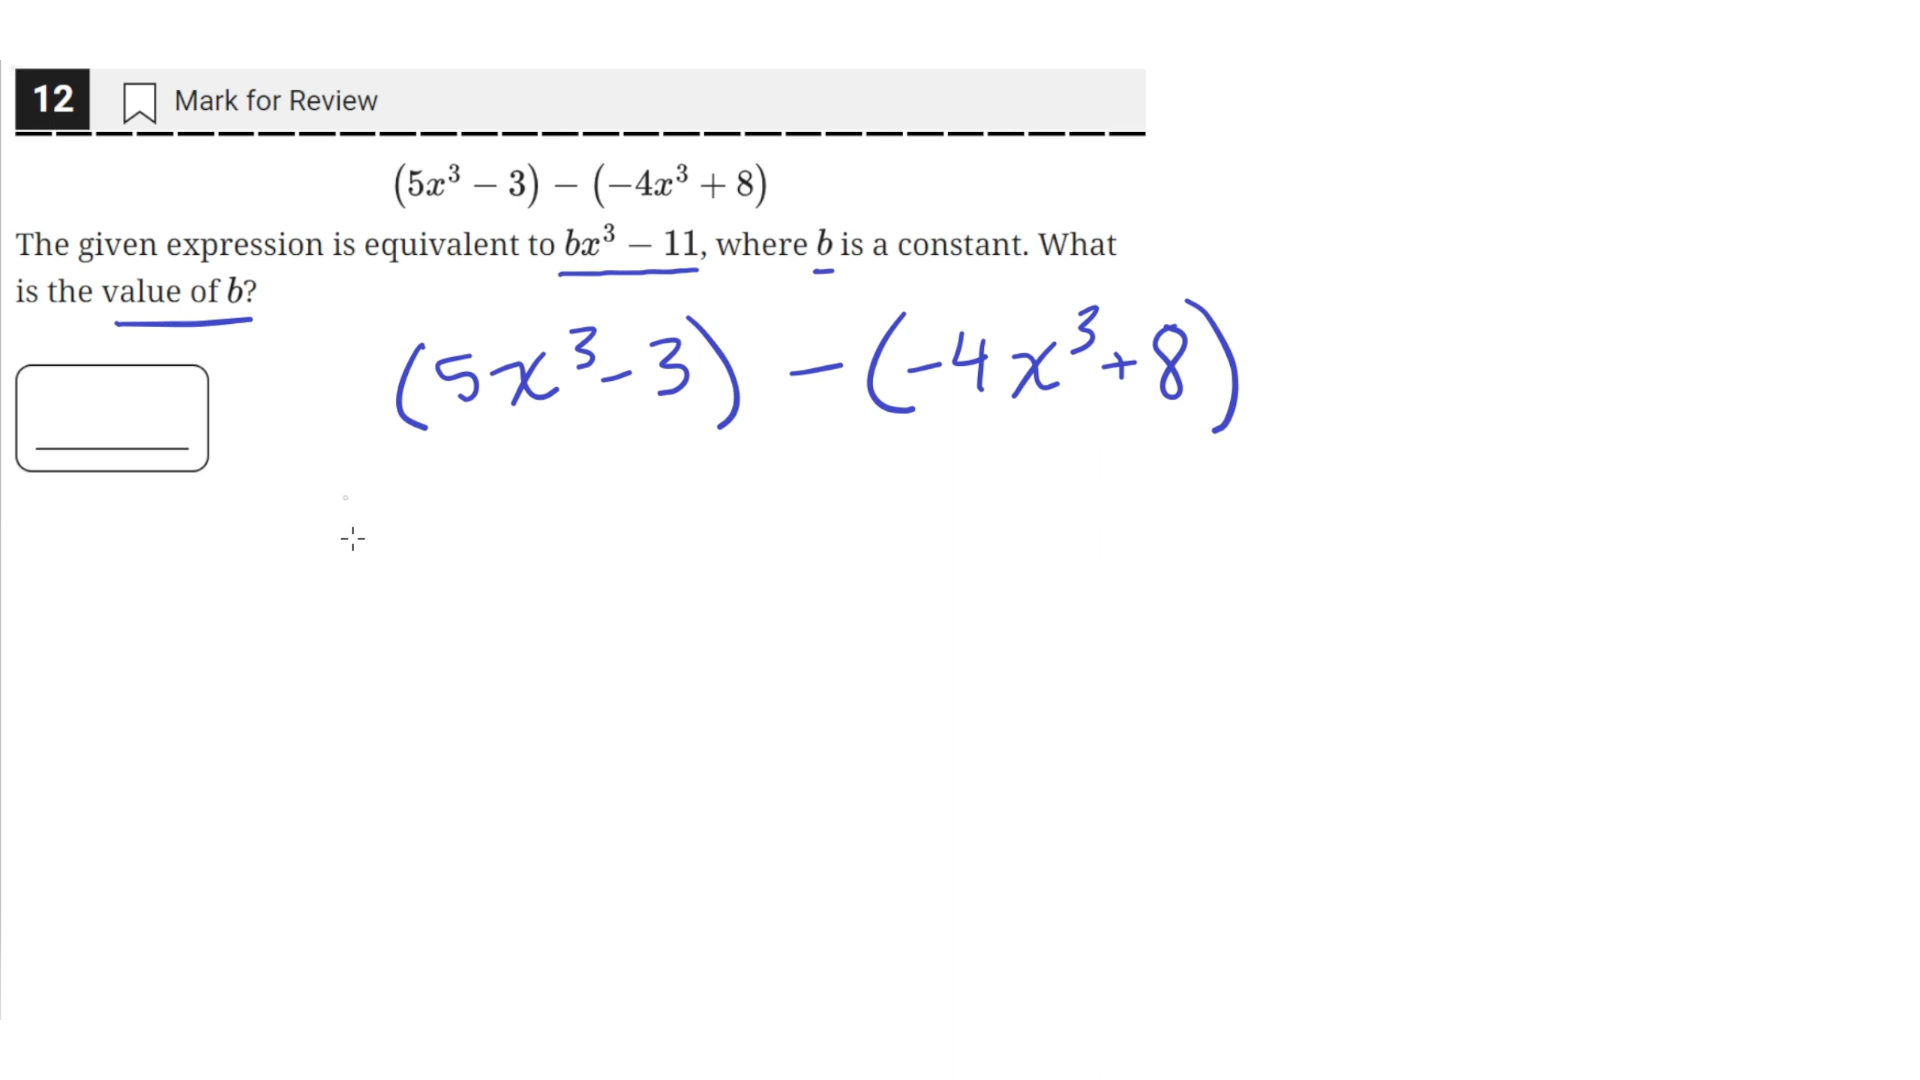 12 Mark for Review
(5x³ − 3) − (−4x³ + 8)
The given expression is equivalent to bx³ − 11, where b is a constant. What
is the value of b?
(5x³ − 3) − (−4x³ + 8)